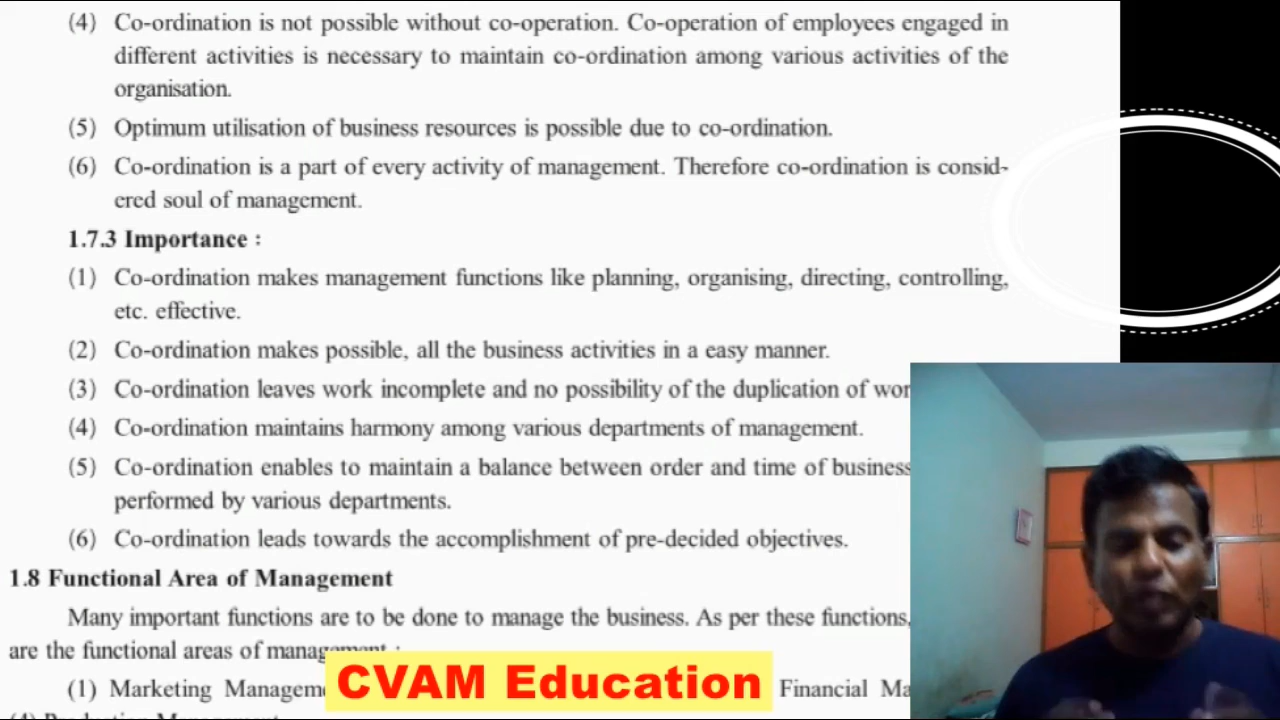 (4) Co-ordination is not possible without co-operation. Co-operation of employees engaged in
different activities is necessary to maintain co-ordination among various activities of the
organisation.
(5) Optimum utilisation of business resources is possible due to co-ordination.
(6) Co-ordination is a part of every activity of management. Therefore co-ordination is consid-
ered soul of management.
1.7.3 Importance :
(1) Co-ordination makes management functions like planning, organising, directing, controlling,
etc. effective.
(2) Co-ordination makes possible, all the business activities in a easy manner.
(3) Co-ordination leaves work incomplete and no possibility of the duplication of
(4) Co-ordination maintains harmony among various departments of management.
(5) Co-ordination enables to maintain a balance between order and time of business
performed by various departments.
(6) Co-ordination leads towards the accomplishment of pre-decided objectives.
1.8 Functional Area of Management
Many important functions are to be done to manage the business. As per these functions,
are the functional areas of
(1) Marketing Financial
CVAM Education